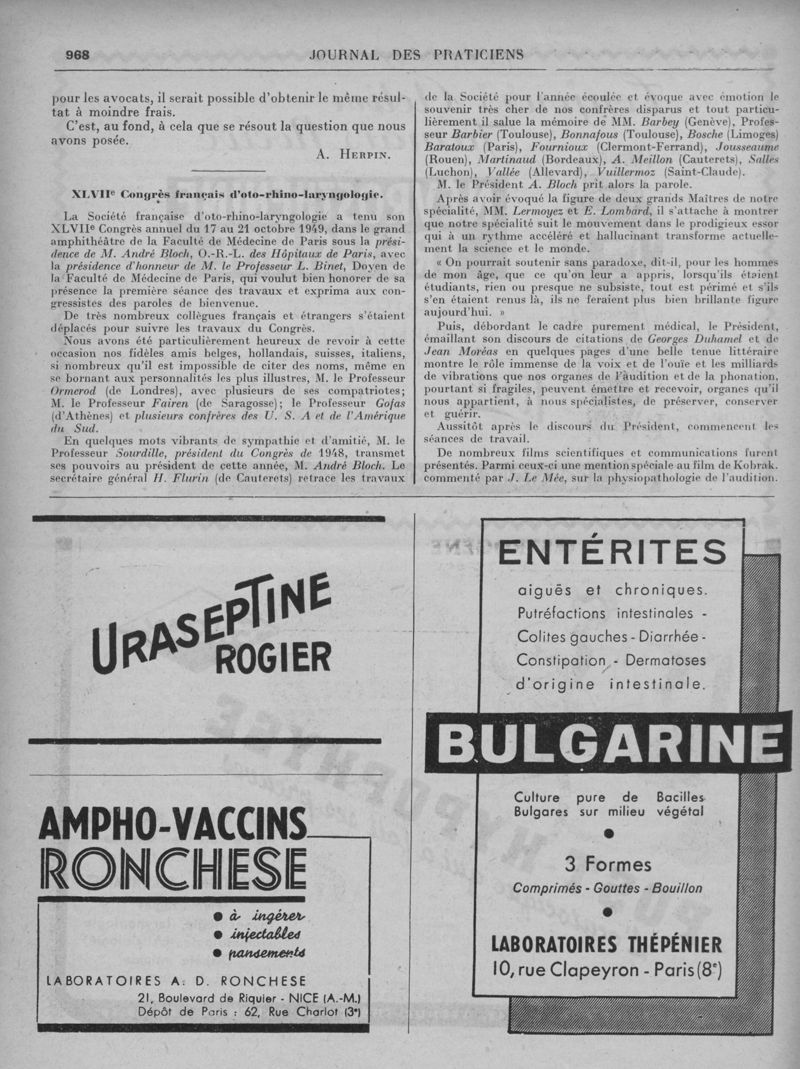 968
JOURNAL DES PRATICIENS
pour les avocats, il serait possible d'obtenir le même résul-
tat à moindre frais.
C'est, au fond, à cela que se résout la question que nous
avons posée.
A. HERPIN.
XLVIIe Congrès français d'oto-rhino-laryngologie.
La Société française d'oto-rhino-laryngologie a tenu son
XLVIIe Congrès annuel du 17 au 21 octobre 1949, dans le grand
amphithéâtre de la Faculté de Médecine de Paris sous la prési-
dence de M. André Bloch, O.-R.-L. des Hôpitaux de Paris, avec
la présidence d'honneur de M. le Professeur L. Binet, Doyen de
la Faculté de Médecine de Paris, qui voulut bien honorer de sa
présence la première séance des travaux et exprima aux con-
gressistes des paroles de bienvenue.
De très nombreux collègues français et étrangers s'étaient
déplacés pour suivre les travaux du Congrès.
Nous avons été particulièrement heureux de revoir à cette
occasion nos fidèles amis belges, hollandais, suisses, italiens,
si nombreux qu'il est impossible de citer des noms, même en
se bornant aux personnalités les plus illustres, M. le Professeur
Ormerod (de Londres), avec plusieurs de ses compatriotes;
M. le Professeur Fairen (de Saragosse); le Professeur Gofas
(d'Athènes) et plusieurs confrères des U. S. A et de l'Amérique
du Sud.
En quelques mots vibrants de sympathie et d'amitié, M. le
Professeur Sourdille, président du Congrès de 1948, transmet
ses pouvoirs au président de cette année, M. André Bloch. Le
secrétaire général H. Flurin (de Cauterets) retrace les travaux
de la Société pour l'année écoulée et évoque avec émotion le
souvenir très cher de nos confrères disparus et tout particu-
lièrement il salue la mémoire de MM. Barbey (Genève), Profes-
seur Barbier (Toulouse), Bonnafous (Toulouse), Bosche (Limoges)
Baratoux (Paris), Fournioux (Clermont-Ferrand), Jousseaume
(Rouen), Martinaud (Bordeaux), A. Meillon (Cauterets), Salles
(Luchon), Vallée (Allevard), Vuillermoz (Saint-Claude).
M. le Président A. Bloch prit alors la parole.
Après avoir évoqué la figure de deux grands Maîtres de notre
spécialité, MM. Lermoyez et E. Lombard, il s'attache à montrer
que notre spécialité suit le mouvement dans le prodigieux essor
qui à un rythme accéléré et hallucinant transforme actuelle-
ment la science et le monde.
« On pourrait soutenir sans paradoxe, dit-il, pour les hommes
de mon âge, que ce qu'on leur a appris, lorsqu'ils étaient
étudiants, rien ou presque ne subsiste, tout est périmé et s'ils
s'en étaient tenus là, ils ne feraient plus bien brillante figure
aujourd'hui. »
Puis, débordant le cadre purement médical, le Président,
émaillant son discours de citations de Georges Duhamel et de
Jean Moréas en quelques pages d'une belle tenue littéraire
montre le rôle immense de la voix et de l'ouïe et les milliards
de vibrations que nos organes de l'audition et de la phonation,
pourtant si fragiles, peuvent émettre et recevoir, organes qu'il
nous appartient, à nous spécialistes, de préserver, conserver
et guérir.
Aussitôt après le discours du Président, commencent les
séances de travail.
De nombreux films scientifiques et communications furent
présentés. Parmi ceux-ci une mention spéciale au film de Kobrak.
commenté par J. Le Mée, sur la physiopathologie de l'audition.
URASEPTINE
ROGIER
AMPHO-VACCINS
RONCHESE
● à ingérer
● injectables
● pansements
LABORATOIRES A. D. RONCHESE
21, Boulevard de Riquier - NICE (A.-M.)
Dépôt de Paris : 62, Rue Charlot (3e)
ENTÉRITES
aiguës et chroniques.
Putréfactions intestinales -
Colites gauches - Diarrhée -
Constipation - Dermatoses
d'origine intestinale.
BULGARINE
Culture pure de Bacilles
Bulgares sur milieu végétal
●
3 Formes
Comprimés - Gouttes - Bouillon
●
LABORATOIRES THÉPÉNIER
10, rue Clapeyron - Paris (8e)